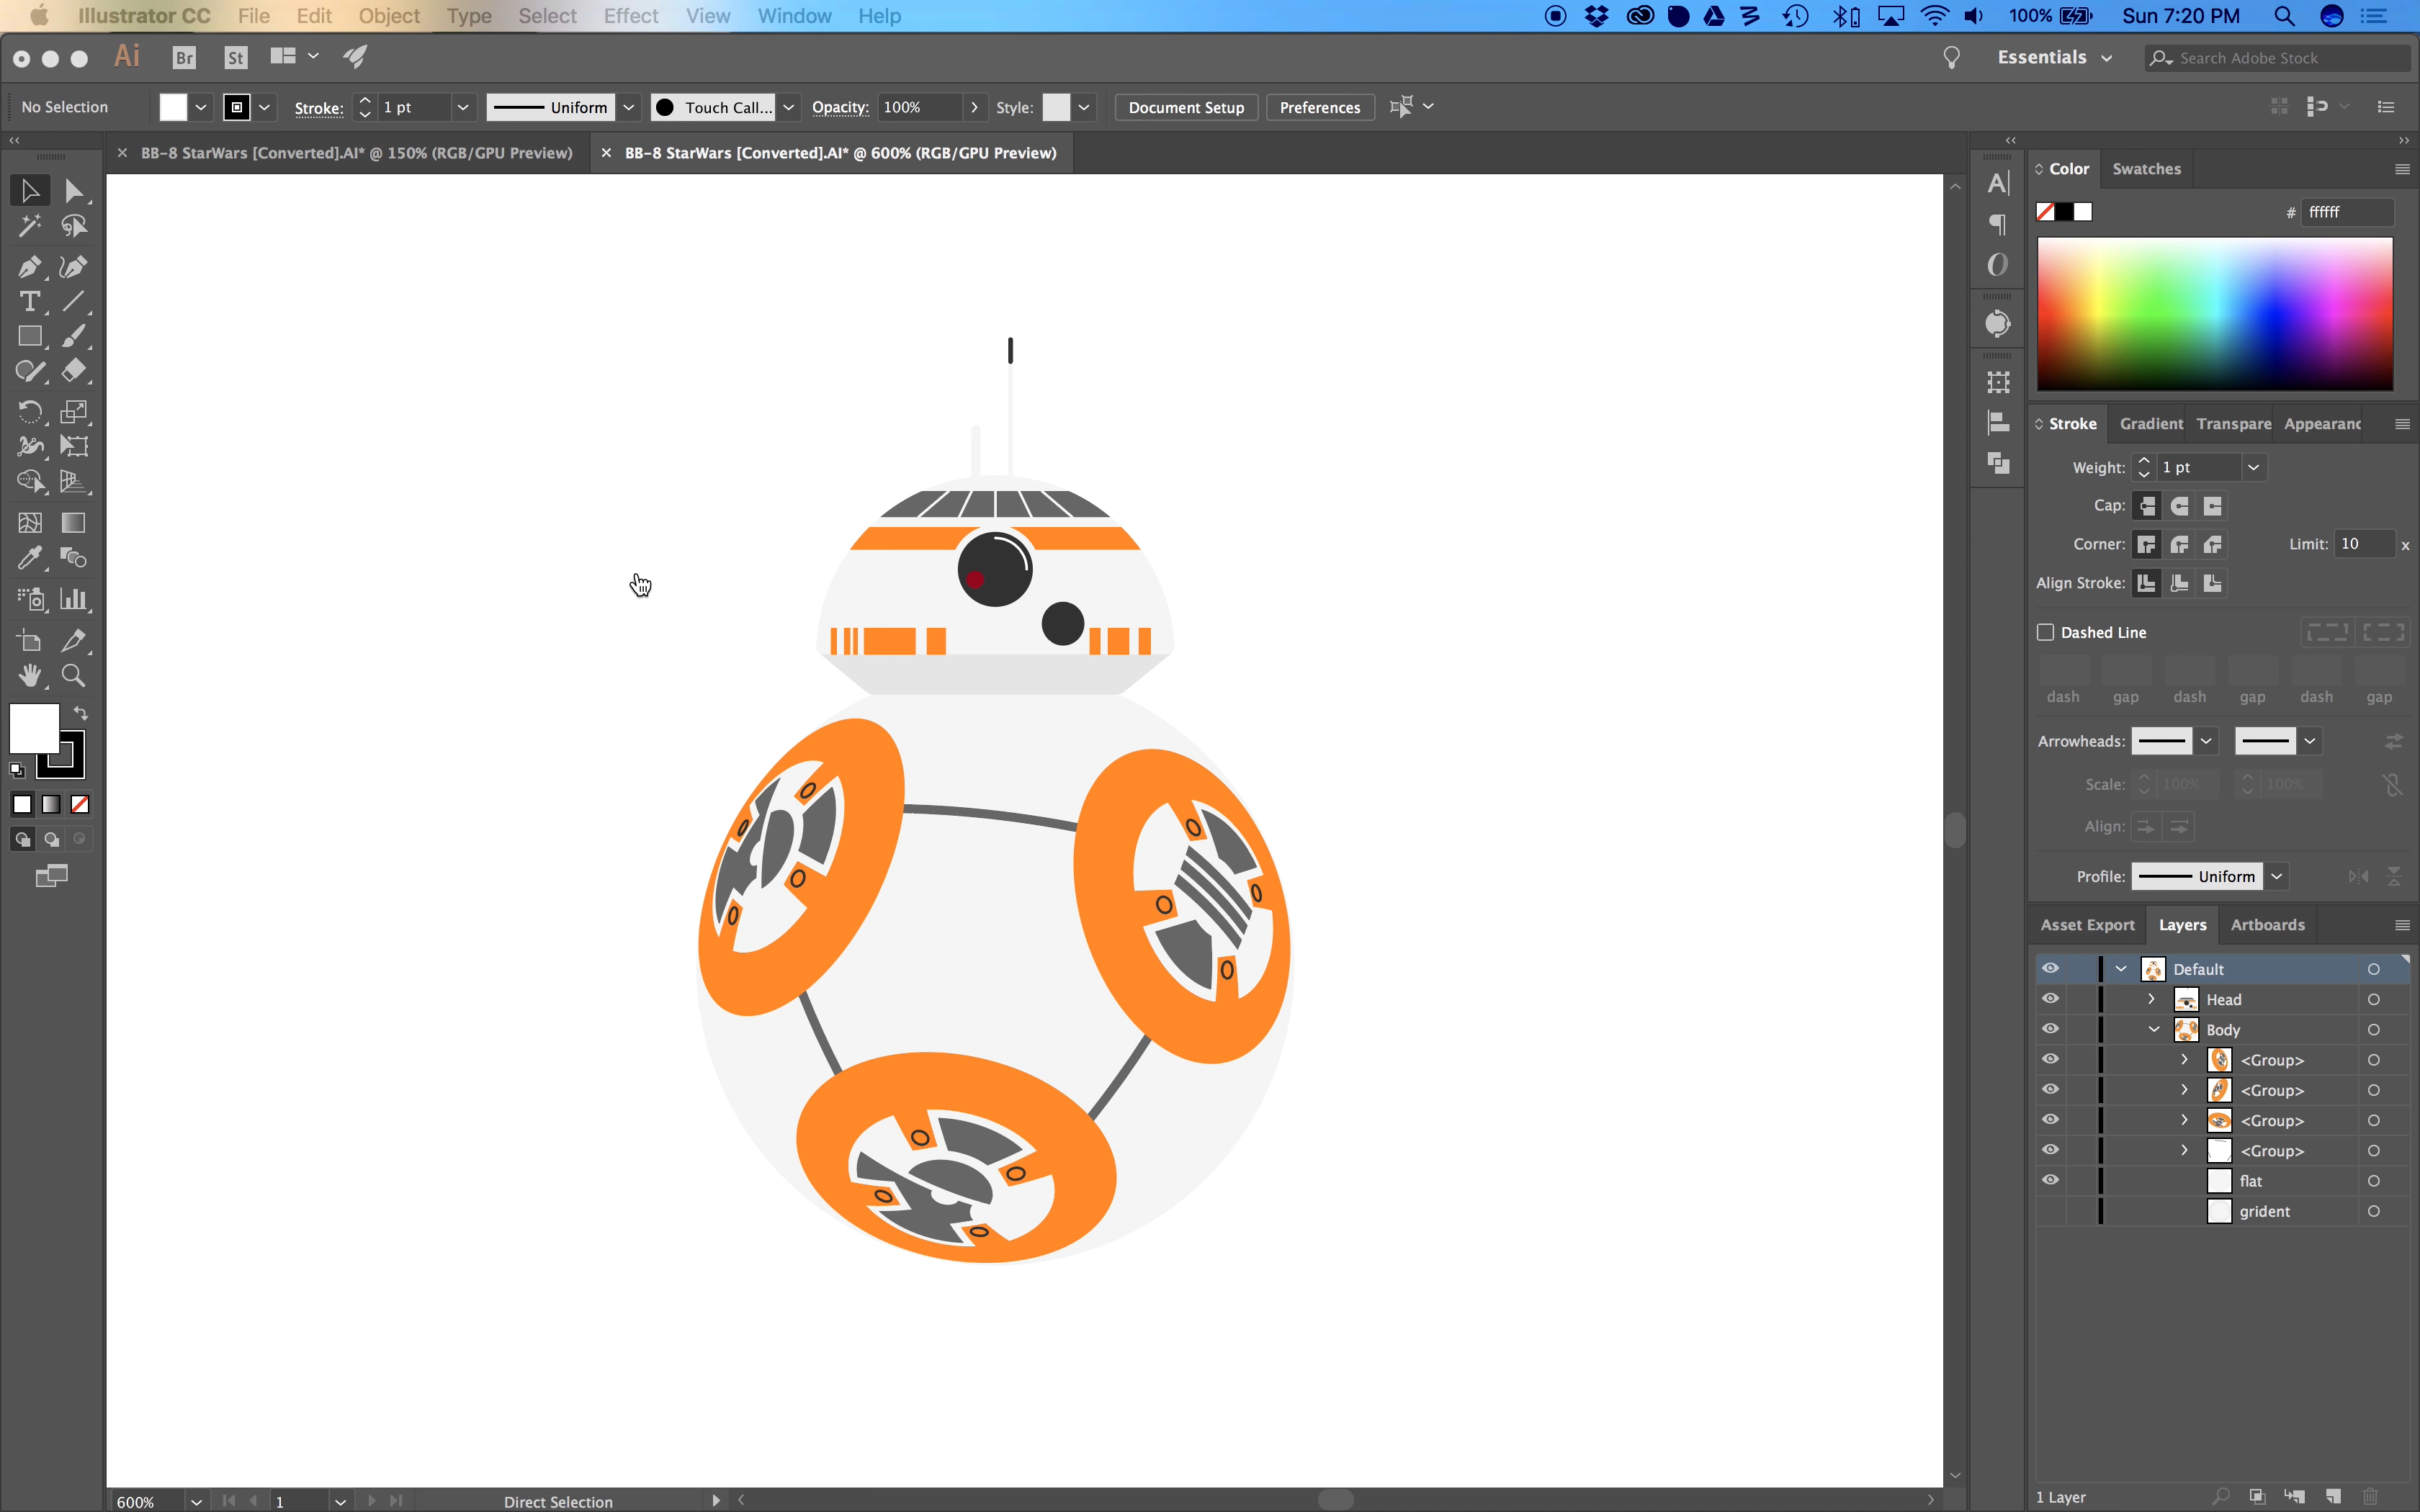 Illustrator CC File Edit Object Type Select Effect View Window Help 100% Sun 7:20 PM
Ai Br St Essentials Search Adobe Stock
No Selection Stroke: 1 pt Uniform Touch Call... Opacity: 100% Style: Document Setup Preferences
BB-8 StarWars [Converted].AI* @ 150% (RGB/GPU Preview) BB-8 StarWars [Converted].AI* @ 600% (RGB/GPU Preview)
Color Swatches
# ffffff
Stroke Gradient Transpare Appearanc
Weight: 1 pt
Cap:
Corner: Limit: 10 x
Align Stroke:
Dashed Line
dash gap dash gap dash gap
Arrowheads:
Scale: 100% 100%
Align:
Profile: Uniform
Asset Export Layers Artboards
Default
Head
Body
<Group>
<Group>
<Group>
<Group>
flat
grident
1 Layer
600% 1 Direct Selection